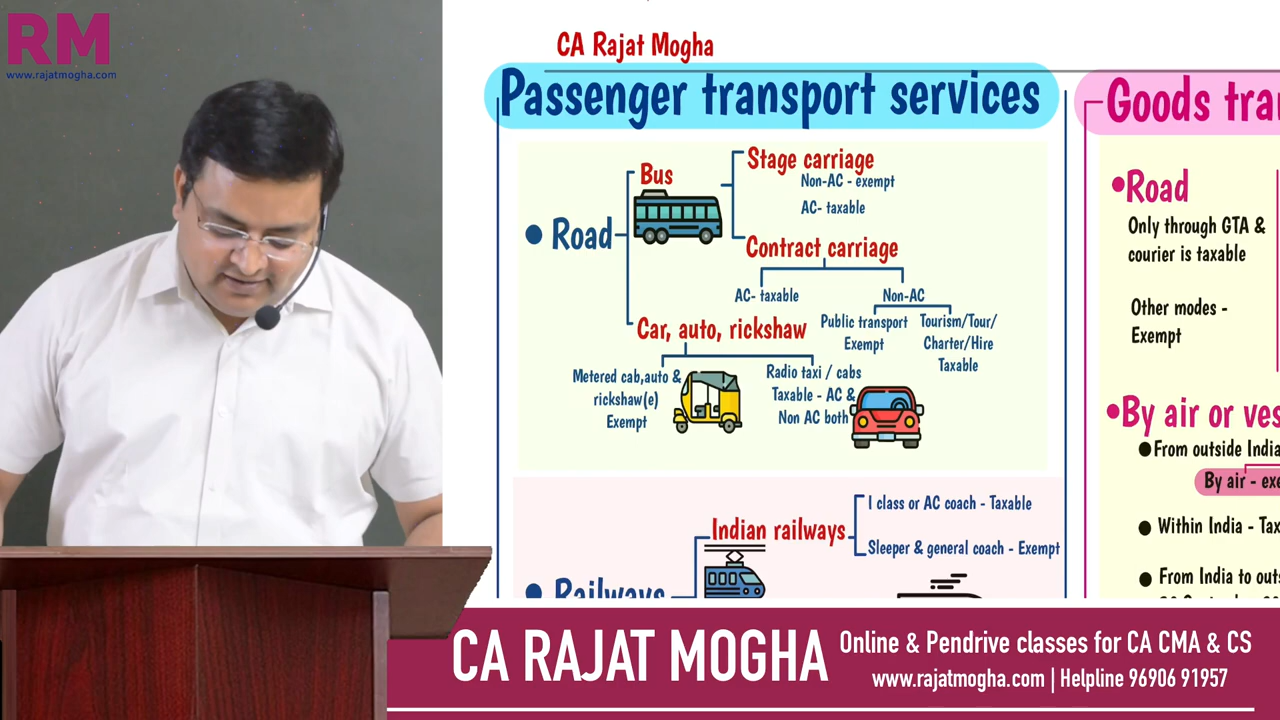 RM
www.rajatmogha.com
CA Rajat Mogha
Passenger transport services
Road
Bus
Stage carriage
Non-AC - exempt
AC- taxable
Contract carriage
AC- taxable
Non-AC
Public transport
Exempt
Tourism/Tour/
Charter/Hire
Taxable
Car, auto, rickshaw
Metered cab,auto &
rickshaw(e)
Exempt
Radio taxi / cabs
Taxable - AC &
Non AC both
Railways
Indian railways
I class or AC coach - Taxable
Sleeper & general coach - Exempt
Goods tra
•Road
Only through GTA &
courier is taxable
Other modes -
Exempt
•By air or ves
From outside India
By air - exe
Within India - Tax
From India to outs
CA RAJAT MOGHA
Online & Pendrive classes for CA CMA & CS
www.rajatmogha.com | Helpline 96906 91957